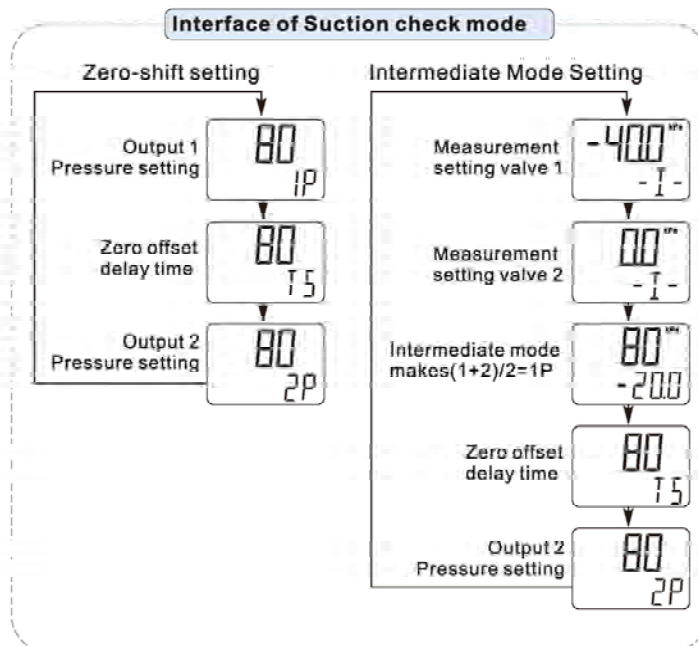 Interface of Suction check mode
Zero-shift setting
Output 1
Pressure setting
80
1P
Zero offset
delay time
80
T5
Output 2
Pressure setting
80
2P
Intermediate Mode Setting
Measurement
setting valve 1
-40.0 kPa
-I-
Measurement
setting valve 2
0.0 kPa
-I-
Intermediate mode
makes(1+2)/2=1P
80 kPa
-20.0
Zero offset
delay time
80
T5
Output 2
Pressure setting
80
2P